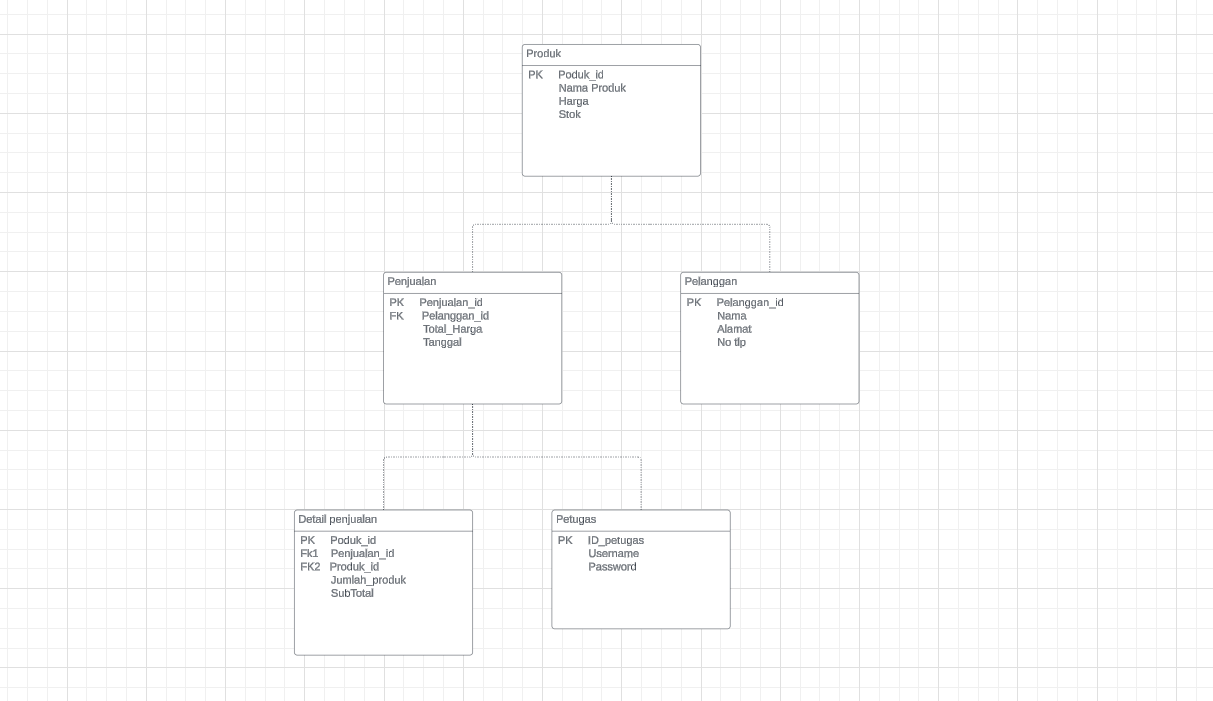 Produk
PK Poduk_id
Nama Produk
Harga
Stok
Penjualan
PK Penjualan_id
FK Pelanggan_id
Total_Harga
Tanggal
Pelanggan
PK Pelanggan_id
Nama
Alamat
No tlp
Detail penjualan
PK Poduk_id
Fk1 Penjualan_id
FK2 Produk_id
Jumlah_produk
SubTotal
Petugas
PK ID_petugas
Username
Password